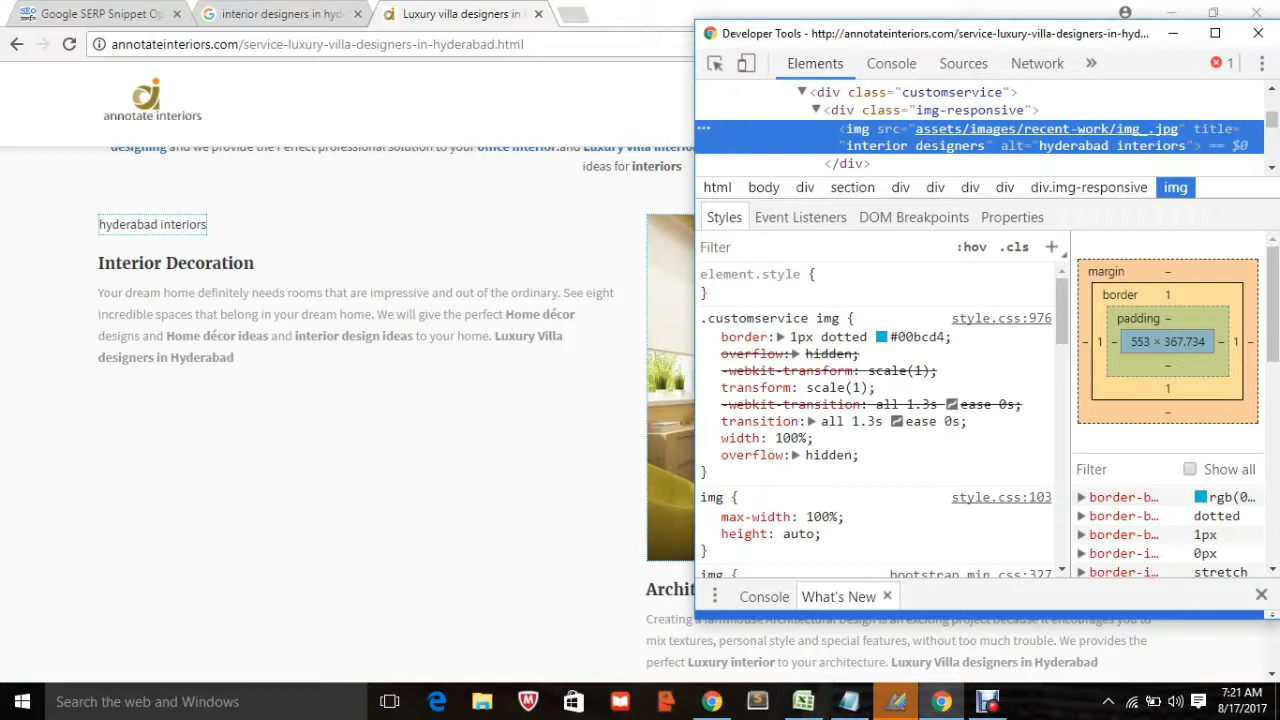 Google SERP Snippet Op
interior designers in hyd
Luxury villa designers in
annotateinteriors.com/service-luxury-villa-designers-in-hyderabad.html
annotate interiors
designing and we provide the Perfect professional solution to your office interior.and Luxury villa interio
ideas for interiors
hyderabad interiors
Interior Decoration
Your dream home definitely needs rooms that are impressive and out of the ordinary. See eight
incredible spaces that belong in your dream home. We will give the perfect Home décor
designs and Home décor ideas and interior design ideas to your home. Luxury Villa
designers in Hyderabad
Archit
Creating a farmhouse Architectural Design is an exciting project because it encourages you to
mix textures, personal style and special features, without too much trouble. We provides the
perfect Luxury interior to your architecture. Luxury Villa designers in Hyderabad
Developer Tools - http://annotateinteriors.com/service-luxury-villa-designers-in-hyd...
Elements Console Sources Network » 1
▼<div class="customservice">
▼<div class="img-responsive">
... <img src="assets/images/recent-work/img_.jpg" title=
"interior designers" alt="hyderabad interiors"> == $0
</div>
html body div section div div div div div.img-responsive img
Styles Event Listeners DOM Breakpoints Properties
Filter :hov .cls +
element.style {
}
.customservice img { style.css:976
border:▶ 1px dotted #00bcd4;
overflow:▶ hidden;
-webkit-transform: scale(1);
transform: scale(1);
-webkit-transition: all 1.3s ease 0s;
transition:▶ all 1.3s ease 0s;
width: 100%;
overflow:▶ hidden;
}
img { style.css:103
max-width: 100%;
height: auto;
}
img { bootstrap.min.css:327
margin –
border 1
padding –
– 1 – 553 × 367.734 – 1 –
–
1
–
Filter Show all
▶ border-b… rgb(0…
▶ border-b… dotted
▶ border-b… 1px
▶ border-i… 0px
▶ border-i… stretch
Console What's New
Search the web and Windows
7:21 AM
8/17/2017